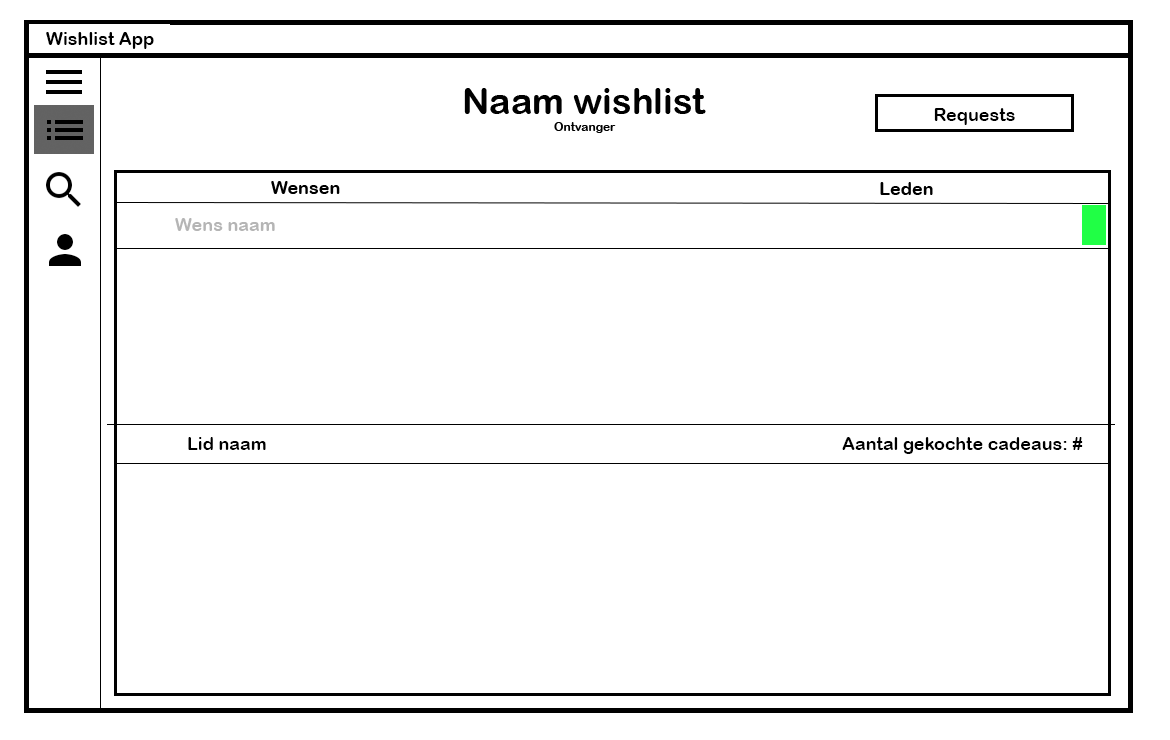 Wishlist App
Naam wishlist
Ontvanger
Requests
Wensen Leden
Wens naam
Lid naam Aantal gekochte cadeaus: #